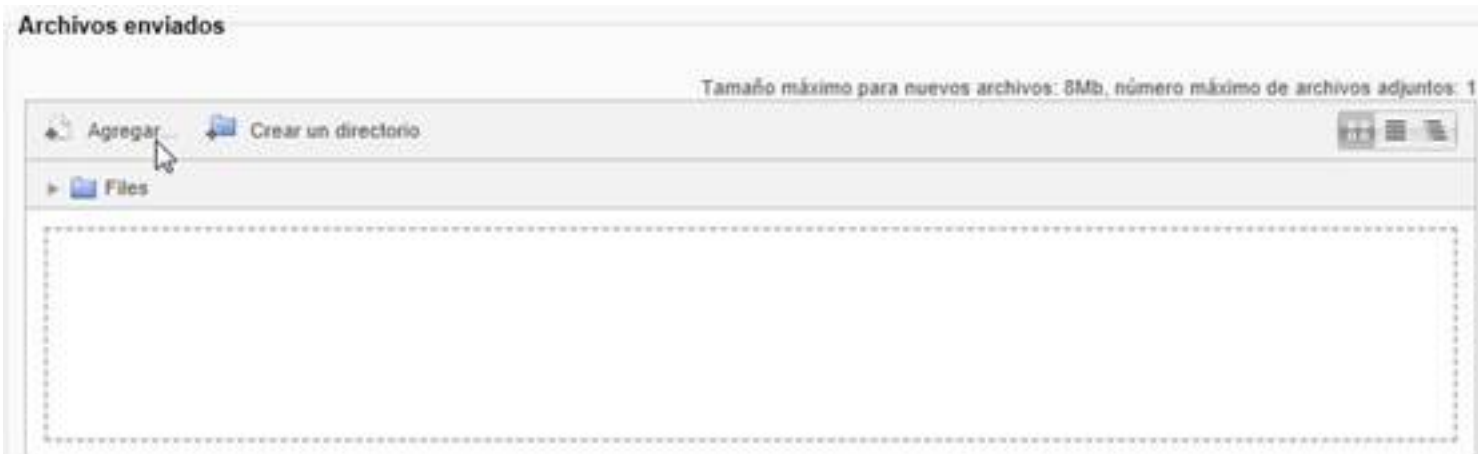 Archivos enviados
Tamaño máximo para nuevos archivos: 8Mb, número máximo de archivos adjuntos: 1
Agregar... Crear un directorio
Files